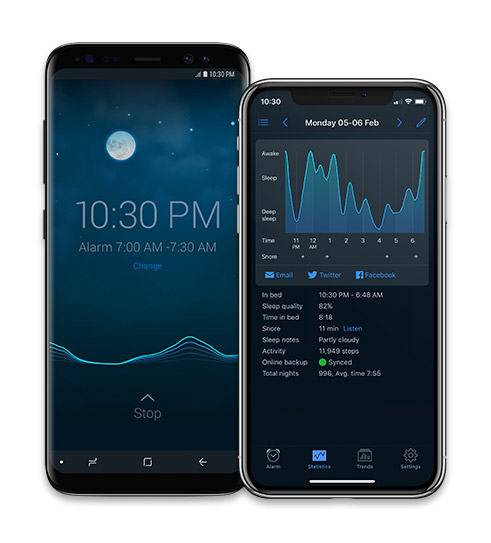 10:30 PM
10:30 PM
Alarm 7:00 AM -7:30 AM
Change
Stop
10:30
Monday 05-06 Feb
Awake
Sleep
Deep
sleep
Time 11 PM 12 AM 1 2 3 4 5 6
Snore + + + +
Email Twitter Facebook
In bed 10:30 PM - 6:48 AM
Sleep quality 82%
Time in bed 8:18
Snore 11 min Listen
Sleep notes Partly cloudy
Activity 11,949 steps
Online backup Synced
Total nights 996, Avg. time 7:55
Alarm Statistics Trends Settings